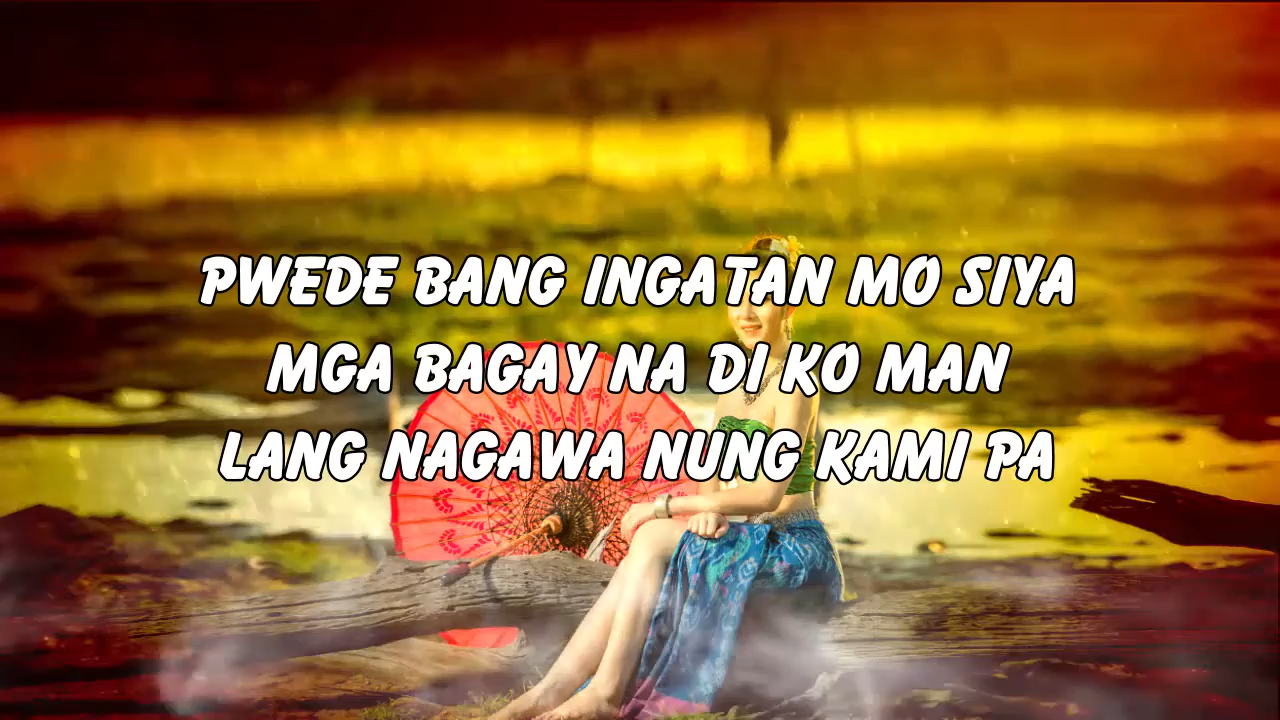 PWEDE BANG INGATAN MO SIYA
MGA BAGAY NA DI KO MAN
LANG NAGAWA NUNG KAMI PA